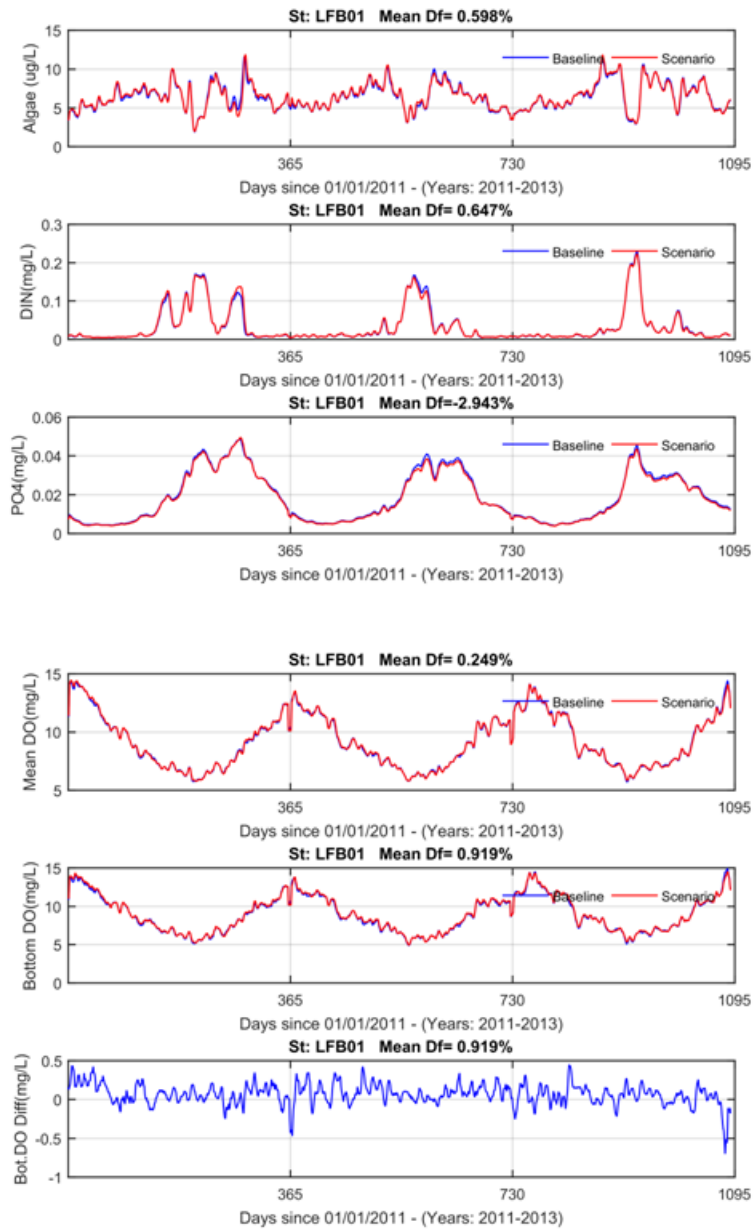 St: LFB01 Mean Df= 0.598%
15
10
5
0
Algae (ug/L)
Baseline Scenario
365 730 1095
Days since 01/01/2011 - (Years: 2011-2013)
St: LFB01 Mean Df= 0.647%
0.3
0.2
0.1
0
DIN(mg/L)
Baseline Scenario
365 730 1095
Days since 01/01/2011 - (Years: 2011-2013)
St: LFB01 Mean Df=-2.943%
0.06
0.04
0.02
0
PO4(mg/L)
Baseline Scenario
365 730 1095
Days since 01/01/2011 - (Years: 2011-2013)
St: LFB01 Mean Df= 0.249%
15
10
5
Mean DO(mg/L)
Baseline Scenario
365 730 1095
Days since 01/01/2011 - (Years: 2011-2013)
St: LFB01 Mean Df= 0.919%
15
10
5
0
Bottom DO(mg/L)
Baseline Scenario
365 730 1095
Days since 01/01/2011 - (Years: 2011-2013)
St: LFB01 Mean Df= 0.919%
0.5
0
-0.5
-1
Bot.DO Diff(mg/L)
365 730 1095
Days since 01/01/2011 - (Years: 2011-2013)